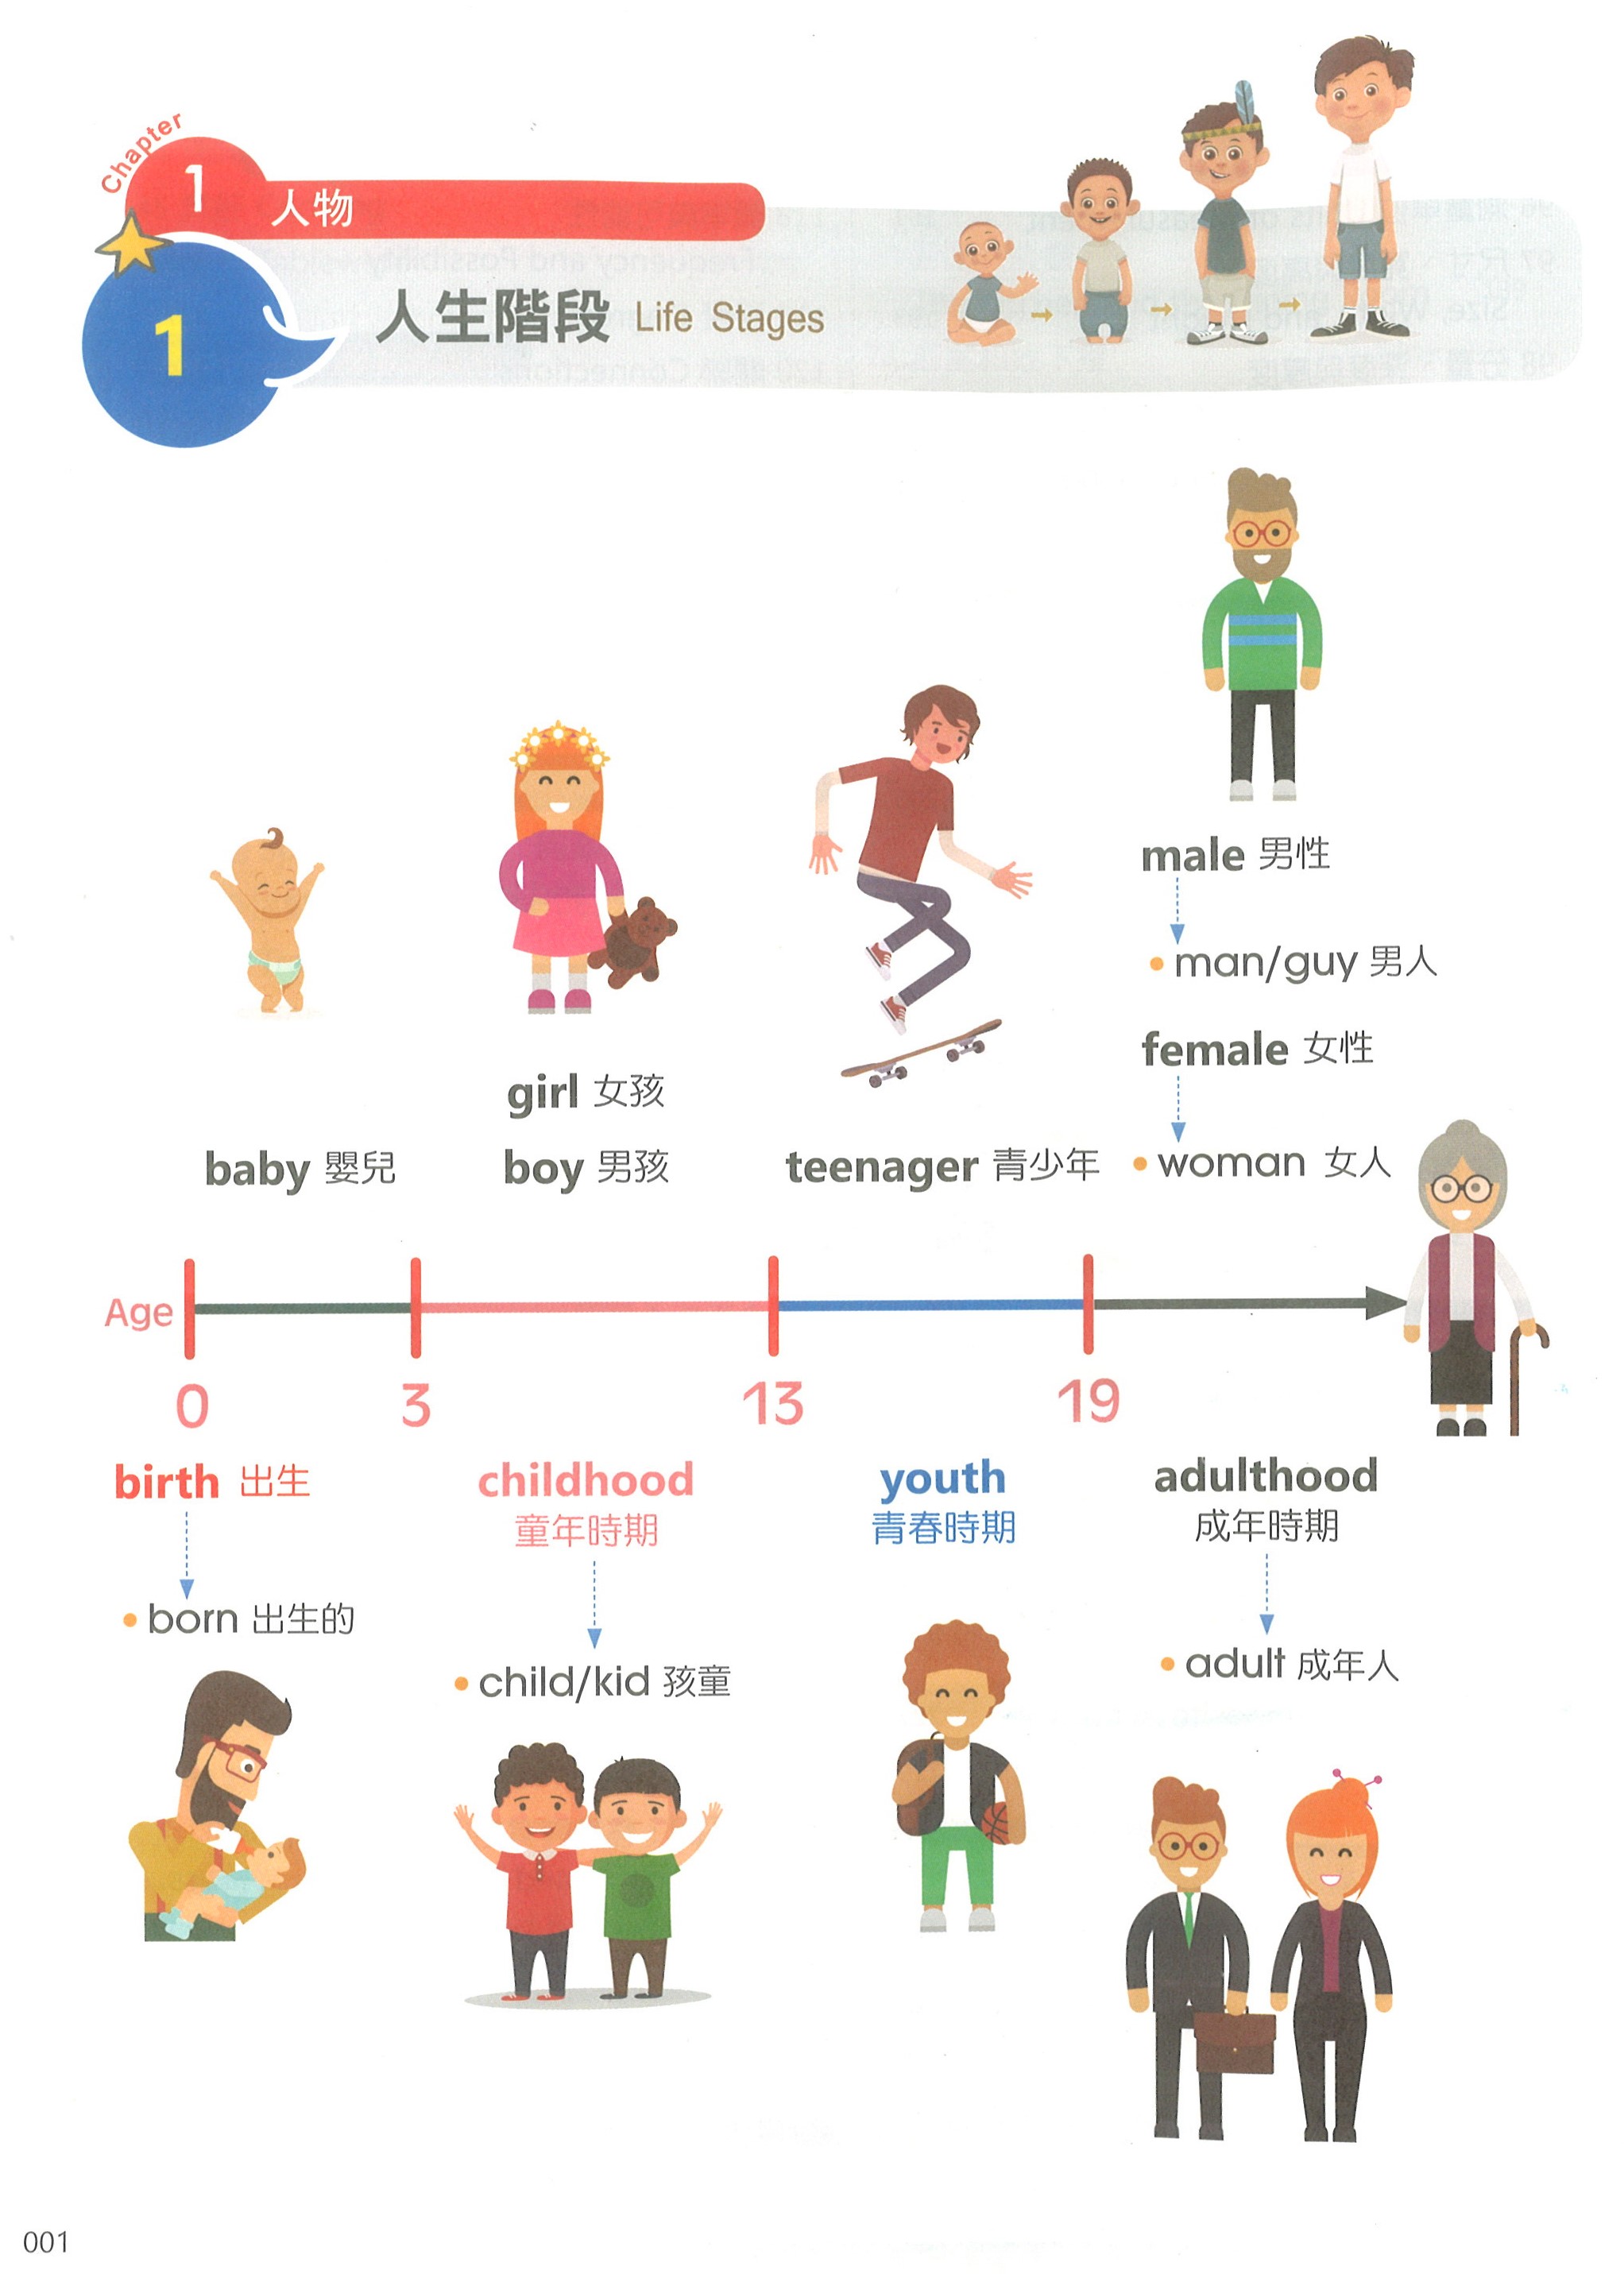 Chapter
1 人物
1 人生階段 Life Stages
male 男性
• man/guy 男人
female 女性
• woman 女人
girl 女孩
baby 嬰兒
boy 男孩
teenager 青少年
Age
0
3
13
19
birth 出生
• born 出生的
childhood
童年時期
• child/kid 孩童
youth
青春時期
adulthood
成年時期
• adult 成年人
001